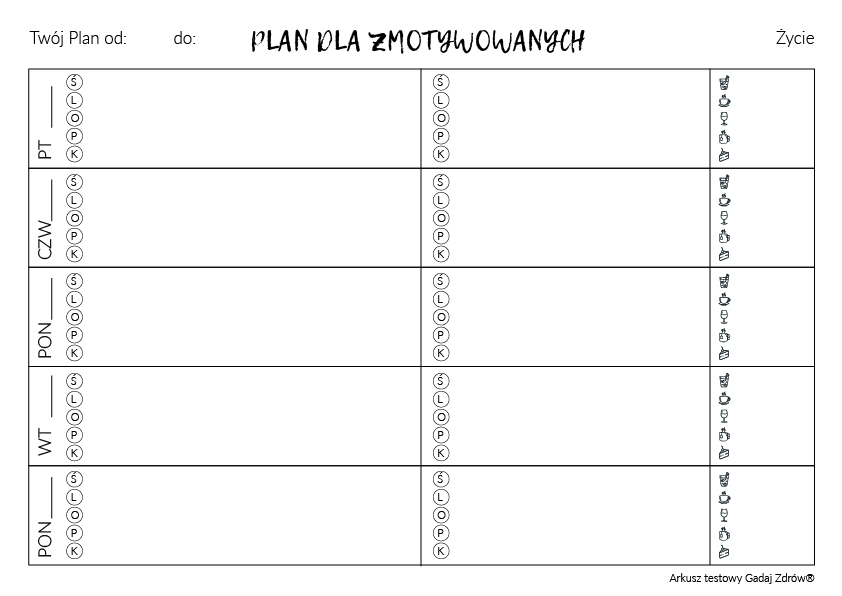 Twój Plan od: do: PLAN DLA ZMOTYWOWANYCH Życie
PT ____
Ś Ś
L L
O O
P P
K K
CZW____
Ś Ś
L L
O O
P P
K K
PON____
Ś Ś
L L
O O
P P
K K
WT ____
Ś Ś
L L
O O
P P
K K
PON____
Ś Ś
L L
O O
P P
K K
Arkusz testowy Gadaj Zdrów®